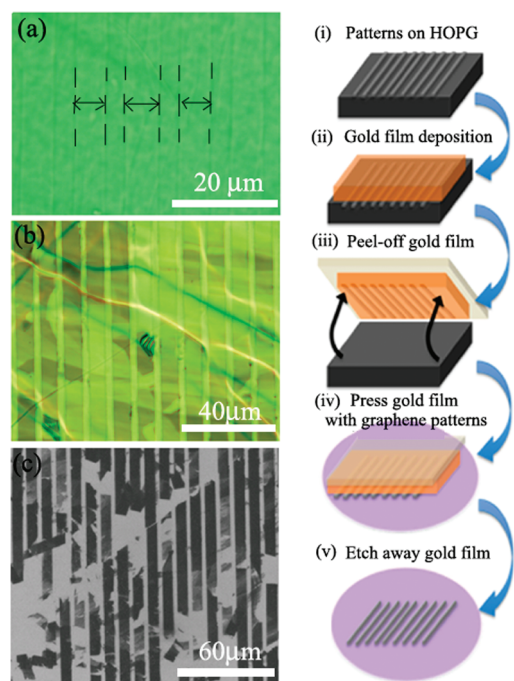 (a)
20 µm
(b)
40µm
(c)
60µm
(i) Patterns on HOPG
(ii) Gold film deposition
(iii) Peel-off gold film
(iv) Press gold film
with graphene patterns
(v) Etch away gold film